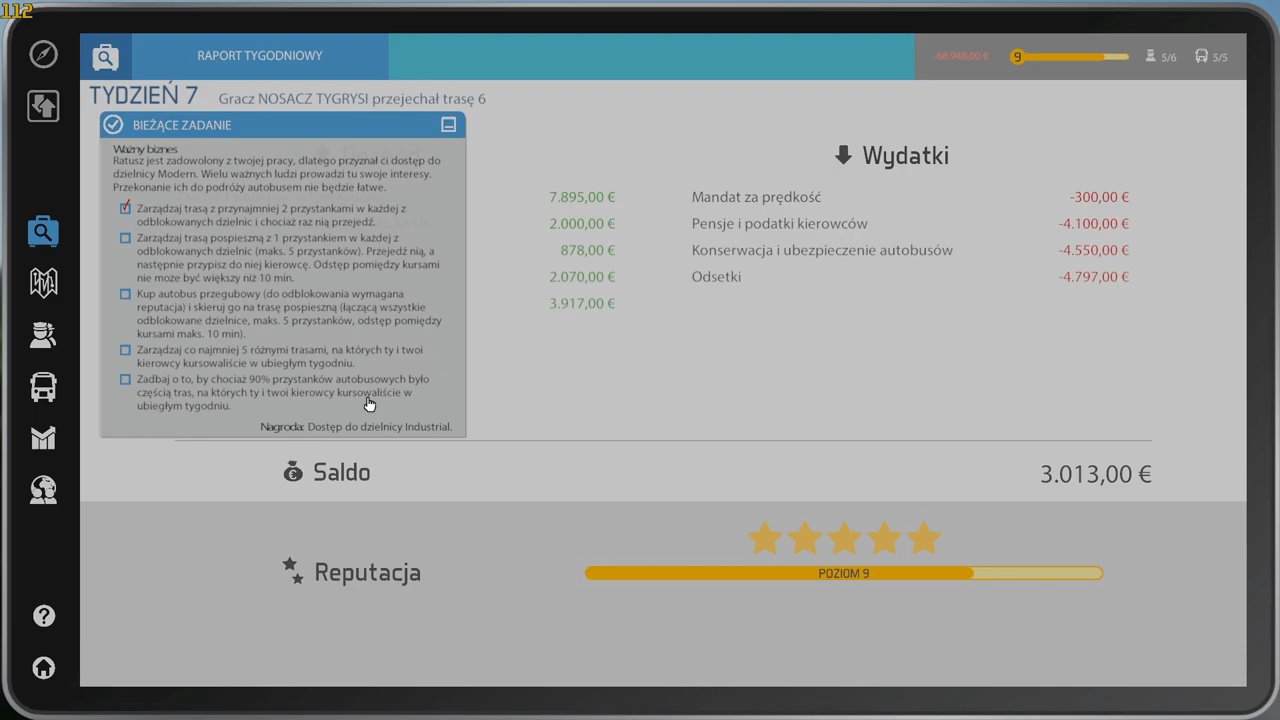 112
RAPORT TYGODNIOWY
-68.948,00 €
9
5/6
5/5
TYDZIEŃ 7
Gracz NOSACZ TYGRYSI przejechał trasę 6
BIEŻĄCE ZADANIE
Ważny biznes
Ratusz jest zadowolony z twojej pracy, dlatego przyznał ci dostęp do
dzielnicy Modern. Wielu ważnych ludzi prowadzi tu swoje interesy.
Przekonanie ich do podróży autobusem nie będzie łatwe.
Zarządzaj trasą z przynajmniej 2 przystankami w każdej z
odblokowanych dzielnic i chociaż raz nią przejedź.
Zarządzaj trasą pospieszną z 1 przystankiem w każdej z
odblokowanych dzielnic (maks. 5 przystanków). Przejedź nią, a
następnie przypisz do niej kierowcę. Odstęp pomiędzy kursami
nie może być większy niż 10 min.
Kup autobus przegubowy (do odblokowania wymagana
reputacja) i skieruj go na trasę pospieszną (łączącą wszystkie
odblokowane dzielnice, maks. 5 przystanków, odstęp pomiędzy
kursami maks. 10 min).
Zarządzaj co najmniej 5 różnymi trasami, na których ty i twoi
kierowcy kursowaliście w ubiegłym tygodniu.
Zadbaj o to, by chociaż 90% przystanków autobusowych było
częścią tras, na których ty i twoi kierowcy kursowaliście w
ubiegłym tygodniu.
Nagroda: Dostęp do dzielnicy Industrial.
7.895,00 €
2.000,00 €
878,00 €
2.070,00 €
3.917,00 €
Wydatki
Mandat za prędkość -300,00 €
Pensje i podatki kierowców -4.100,00 €
Konserwacja i ubezpieczenie autobusów -4.550,00 €
Odsetki -4.797,00 €
Saldo 3.013,00 €
Reputacja
POZIOM 9